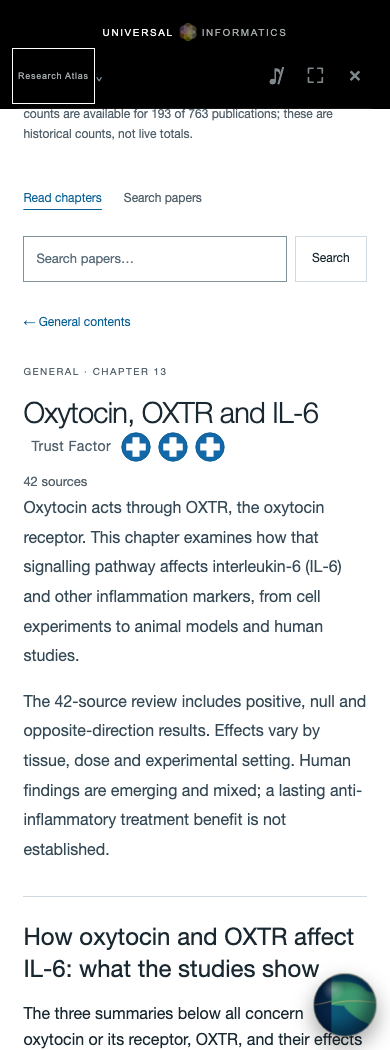 UNIVERSAL INFORMATICS
Research Atlas
counts are available for 193 of 763 publications; these are
historical counts, not live totals.
Read chapters Search papers
Search papers... Search
← General contents
GENERAL · CHAPTER 13
Oxytocin, OXTR and IL-6
Trust Factor
42 sources
Oxytocin acts through OXTR, the oxytocin
receptor. This chapter examines how that
signalling pathway affects interleukin-6 (IL-6)
and other inflammation markers, from cell
experiments to animal models and human
studies.
The 42-source review includes positive, null and
opposite-direction results. Effects vary by
tissue, dose and experimental setting. Human
findings are emerging and mixed; a lasting anti-
inflammatory treatment benefit is not
established.
How oxytocin and OXTR affect
IL-6: what the studies show
The three summaries below all concern
oxytocin or its receptor, OXTR, and their effects